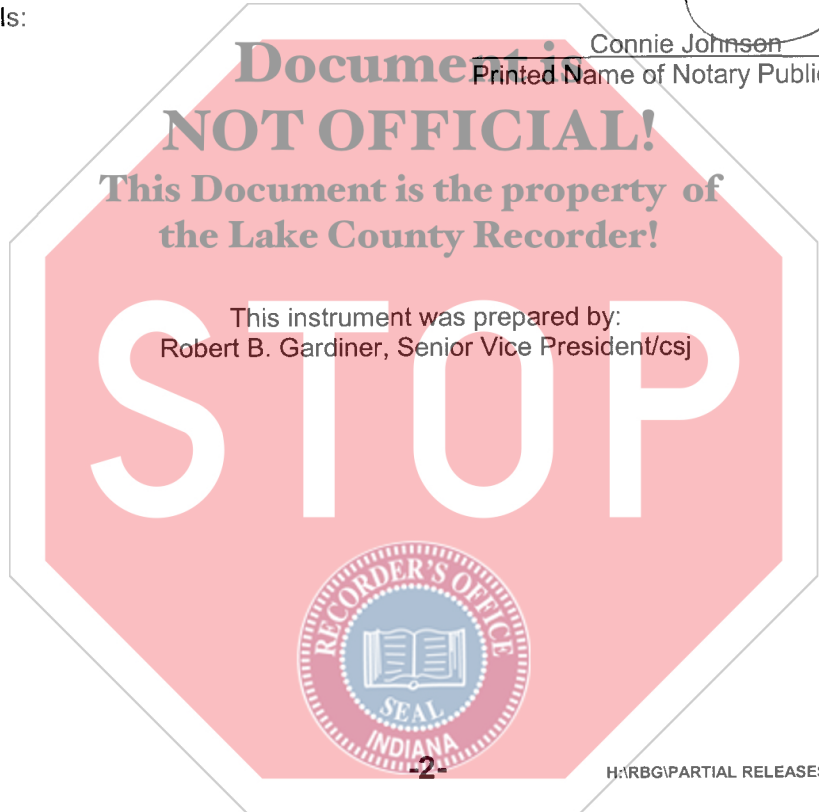 ls:
Connie Johnson
Printed Name of Notary Public
Document is
NOT OFFICIAL!
This Document is the property of
the Lake County Recorder!
This instrument was prepared by:
Robert B. Gardiner, Senior Vice President/csj
STOP
RECORDER'S OFFICE
SEAL
INDIANA
-2-
H:\RBG\PARTIAL RELEASES